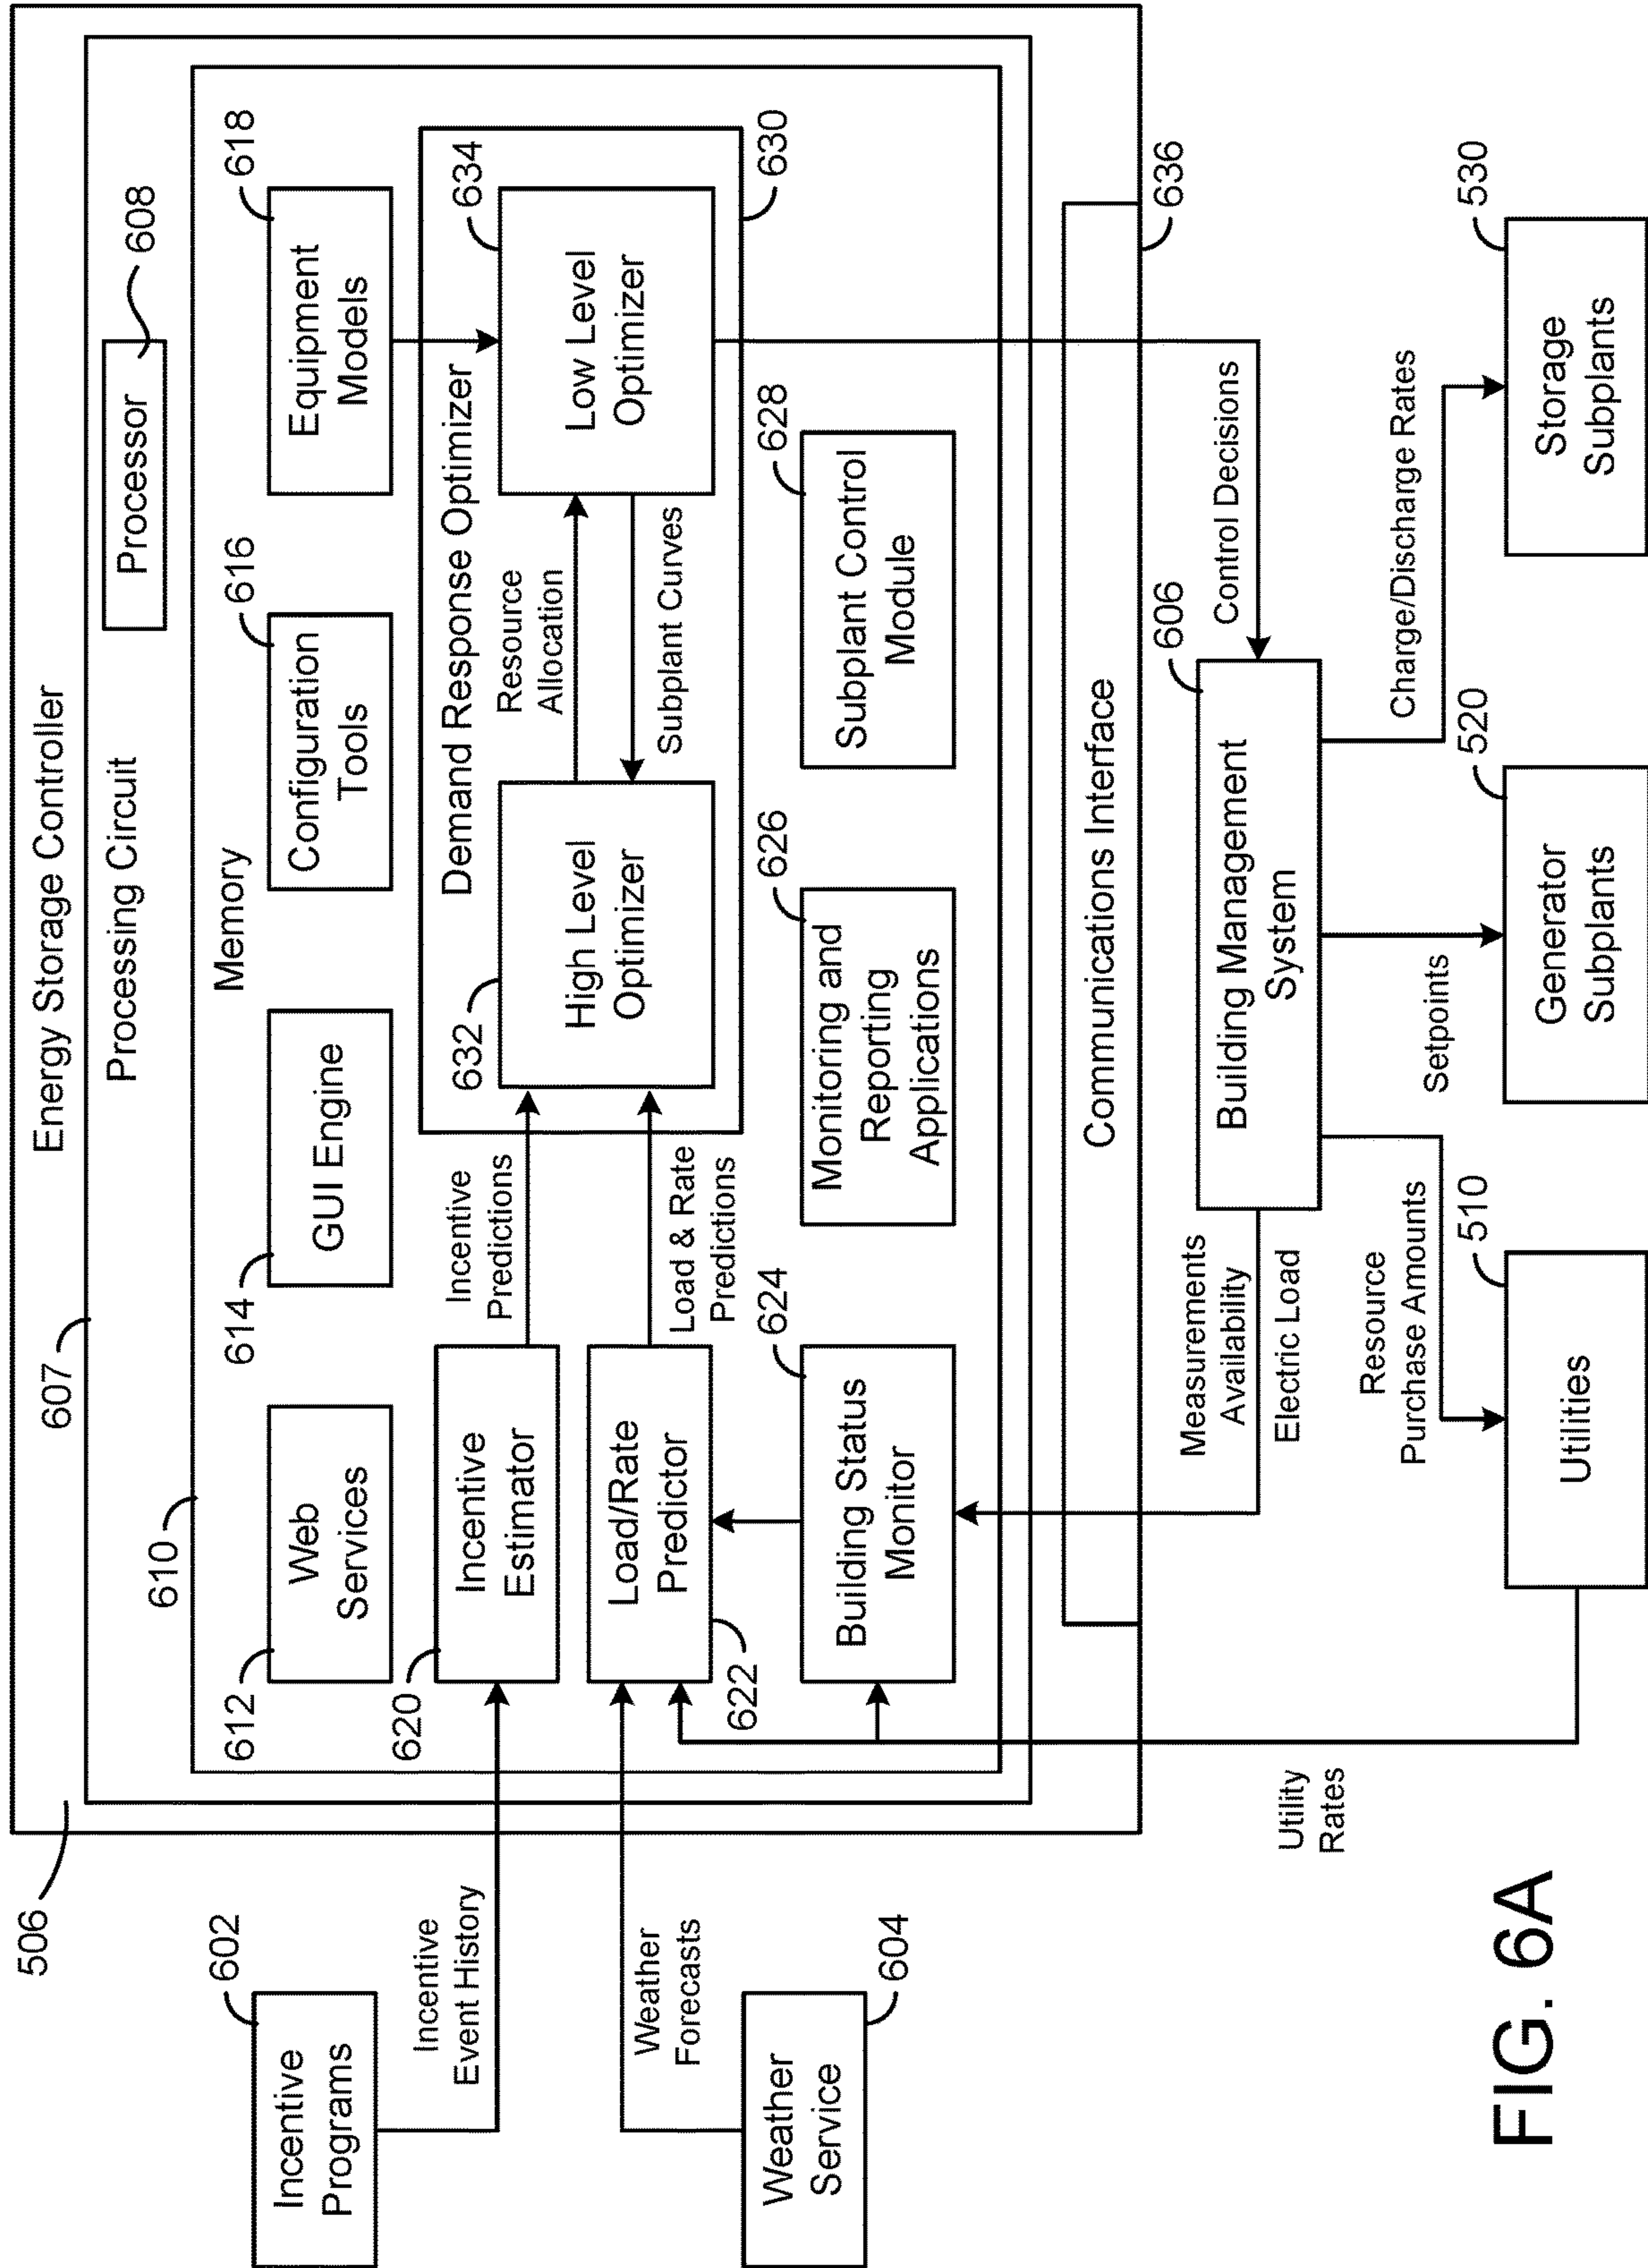 Energy Storage Controller
506
607
Processing Circuit
Processor
608
610
Memory
612
Web
Services
614
GUI Engine
616
Configuration
Tools
618
Equipment
Models
602
Incentive
Programs
Incentive
Event History
620
Incentive
Estimator
Incentive
Predictions
Demand Response Optimizer
632
High Level
Optimizer
Resource
Allocation
Subplant Curves
634
Low Level
Optimizer
630
Weather
Forecasts
604
Weather
Service
Load/Rate
Predictor
622
Load & Rate
Predictions
624
Building Status
Monitor
626
Monitoring and
Reporting
Applications
628
Subplant Control
Module
Communications Interface
636
Utility
Rates
Measurements
Availability
Electric Load
606
Building Management
System
Control Decisions
Resource
Purchase Amounts
Setpoints
Charge/Discharge Rates
510
Utilities
520
Generator
Subplants
530
Storage
Subplants
FIG. 6A